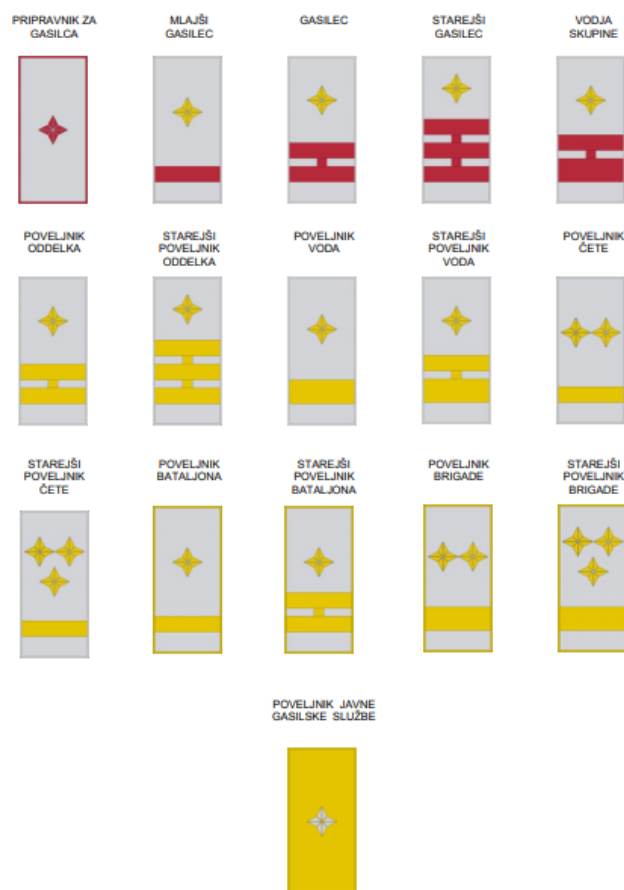 PRIPRAVNIK ZA
GASILCA
MLAJŠI
GASILEC
GASILEC
STAREJŠI
GASILEC
VODJA
SKUPINE
POVELJNIK
ODDELKA
STAREJŠI
POVELJNIK
ODDELKA
POVELJNIK
VODA
STAREJŠI
POVELJNIK
VODA
POVELJNIK
ČETE
STAREJŠI
POVELJNIK
ČETE
POVELJNIK
BATALJONA
STAREJŠI
POVELJNIK
BATALJONA
POVELJNIK
BRIGADE
STAREJŠI
POVELJNIK
BRIGADE
POVELJNIK JAVNE
GASILSKE SLUŽBE